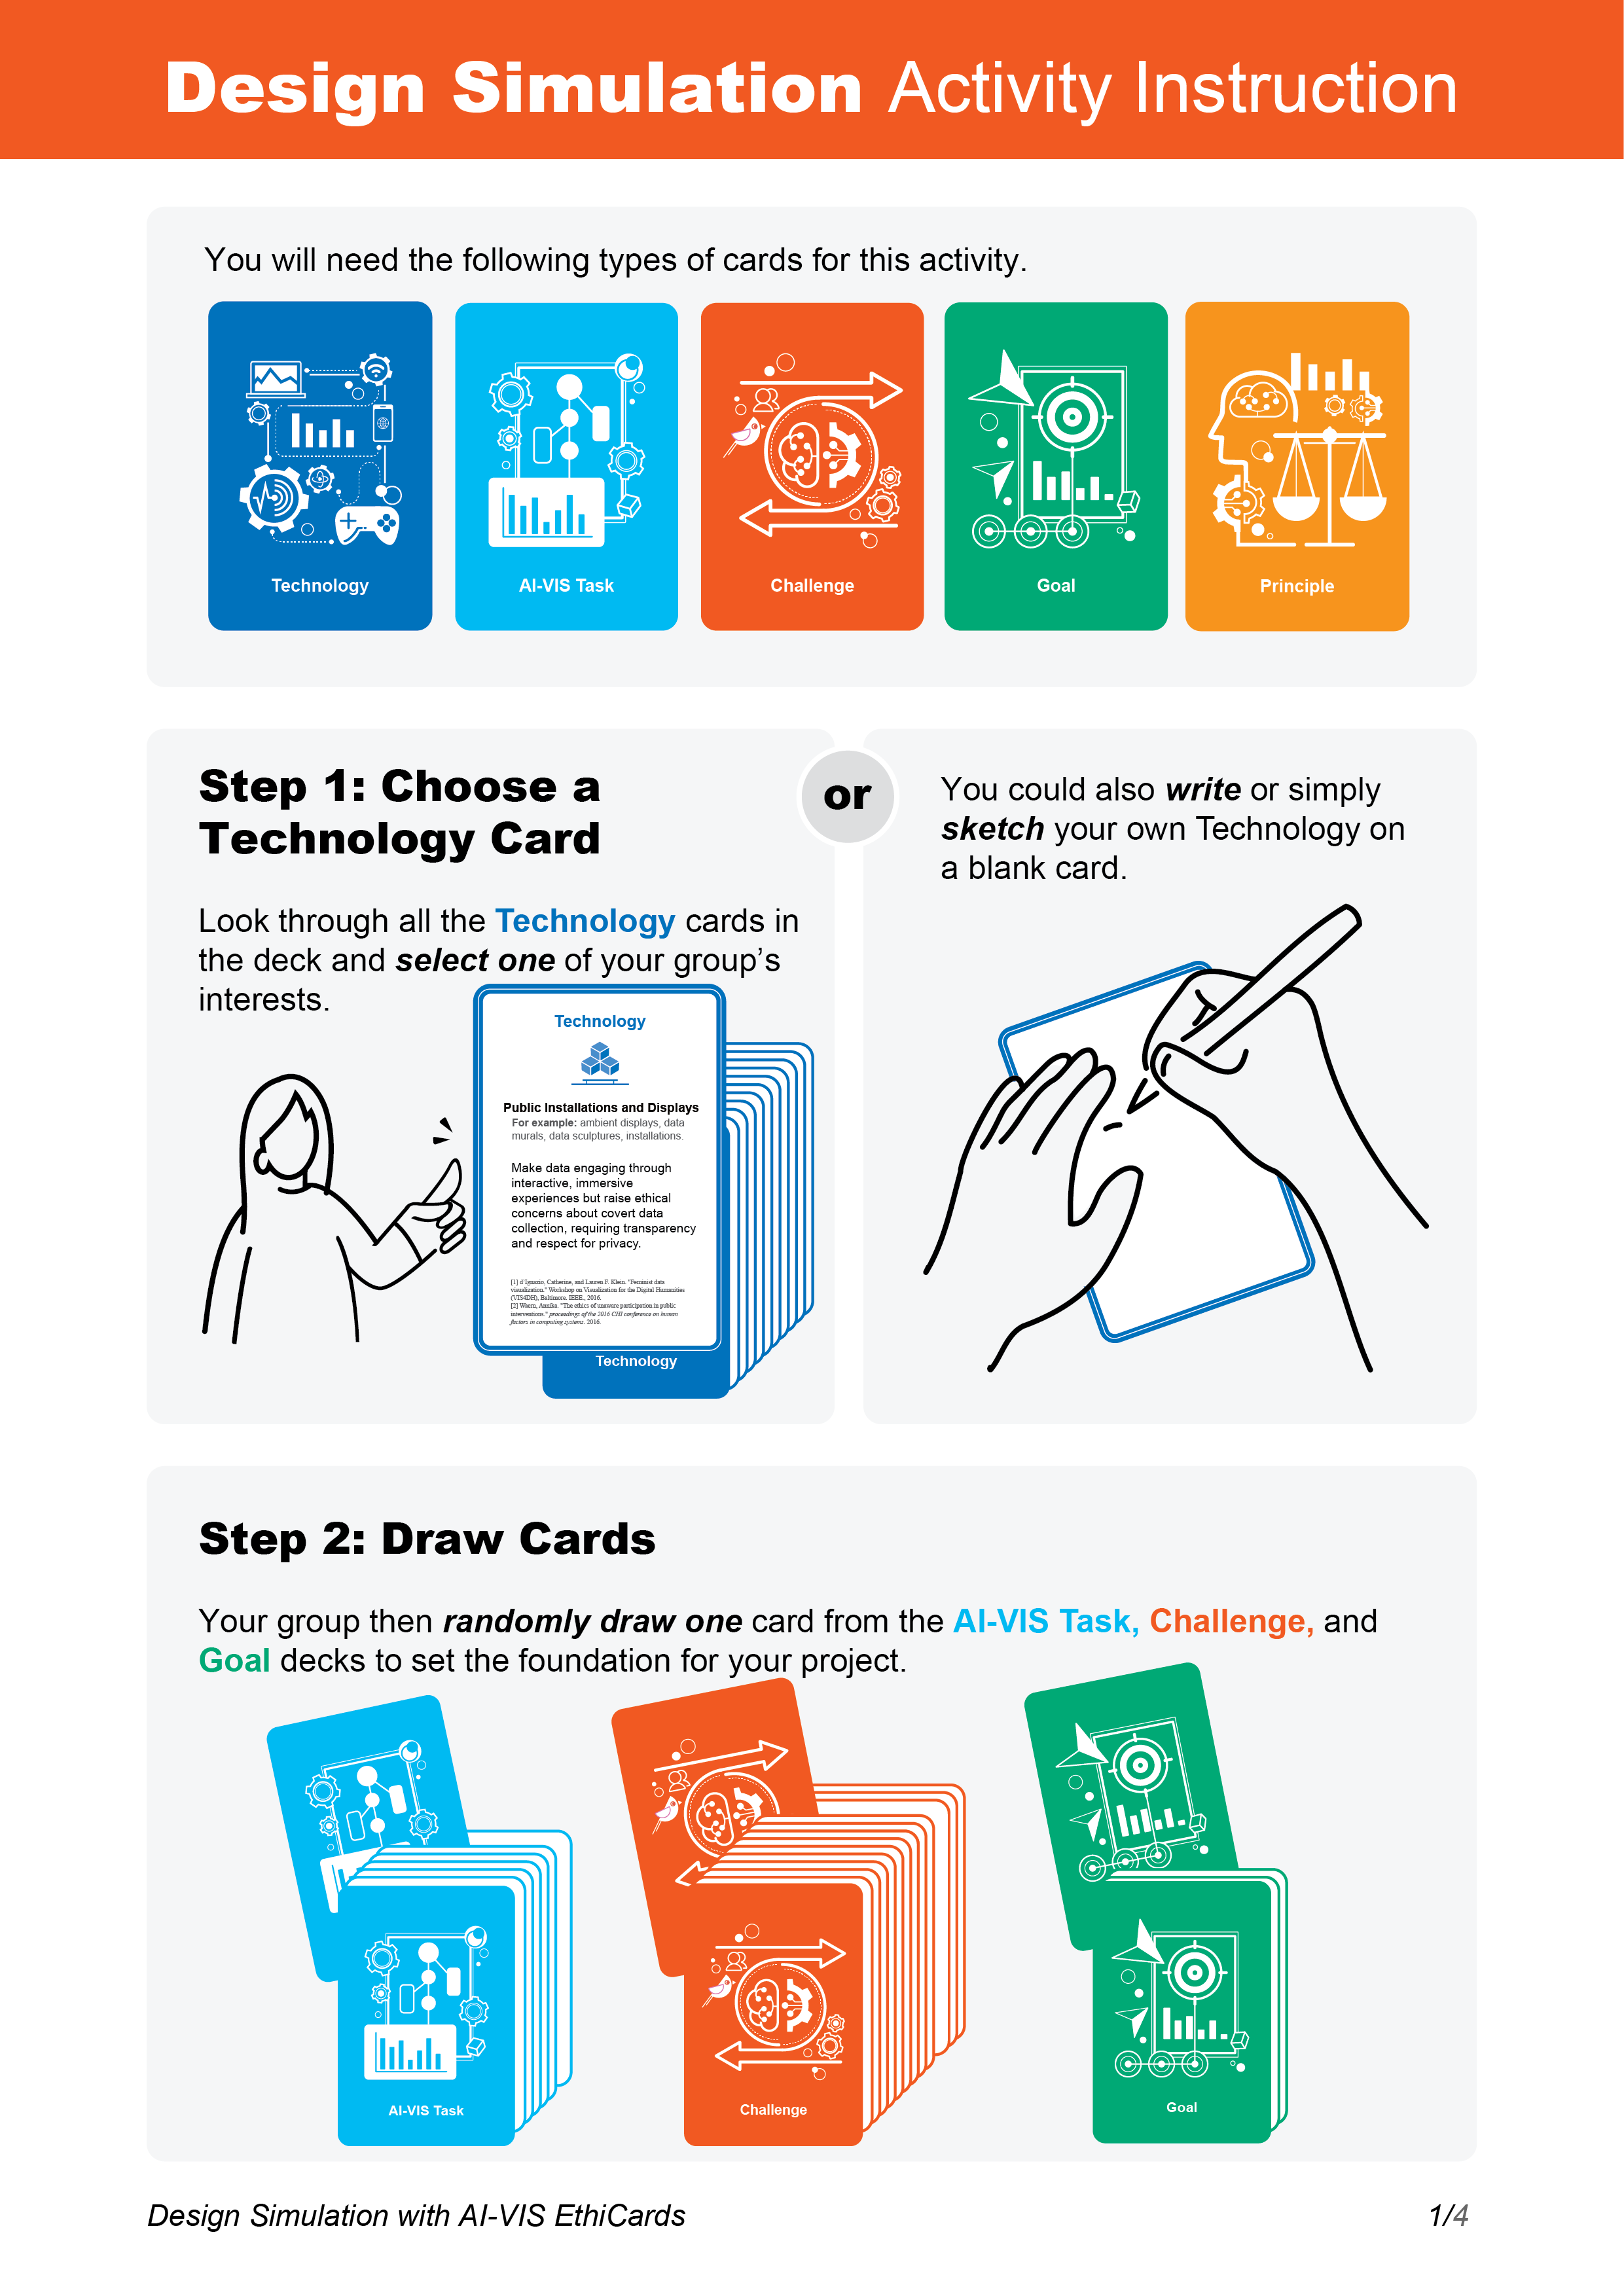 Design Simulation Activity Instruction
You will need the following types of cards for this activity.
Technology
AI-VIS Task
Challenge
Goal
Principle
Step 1: Choose a
Technology Card
Look through all the Technology cards in
the deck and select one of your group's
interests.
Technology
Public Installations and Displays
For example: ambient displays, data
murals, data sculptures, installations.
Make data engaging through
interactive, immersive
experiences but raise ethical
concerns about covert data
collection, requiring transparency
and respect for privacy.
[1] d'Ignazio, Catherine, and Lauren F. Klein. "Feminist data
visualization." Workshop on Visualization for the Digital Humanities
(VIS4DH), Baltimore. IEEE., 2016.
[2] Waern, Annika. "The ethics of unaware participation in public
interventions." proceedings of the 2016 CHI conference on human
factors in computing systems. 2016.
Technology
or
You could also write or simply
sketch your own Technology on
a blank card.
Step 2: Draw Cards
Your group then randomly draw one card from the AI-VIS Task, Challenge, and
Goal decks to set the foundation for your project.
AI-VIS Task
Challenge
Goal
Design Simulation with AI-VIS EthiCards
1/4